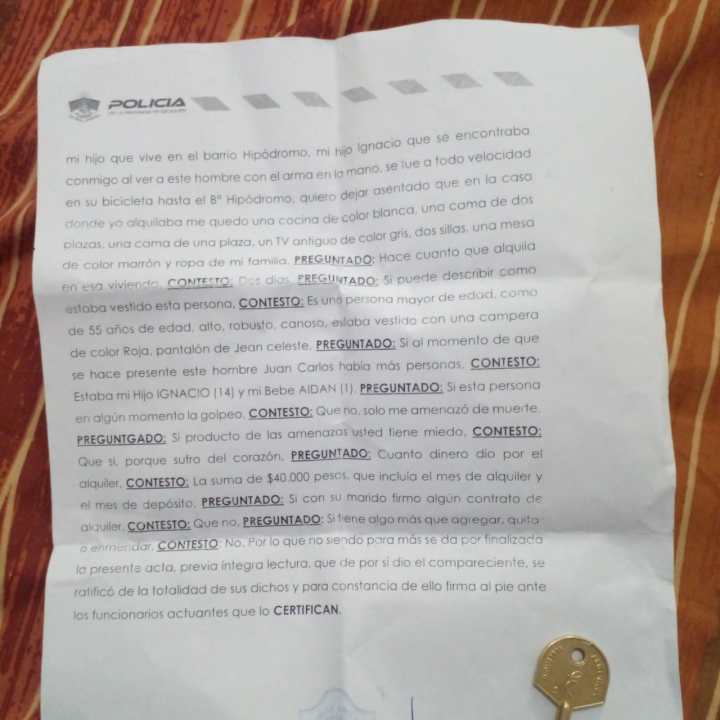 POLICIA
mi hijo que vive en el barrio Hipódromo, mi hijo Ignacio que se encontraba
conmigo al ver a este hombre con el arma en la mano, se fue a todo velocidad
en su bicicleta hasta el Bº Hipódromo, quiero dejar asentado que en la casa
donde yo alquilaba me quedo una cocina de color blanca, una cama de dos
plazas, una cama de una plaza, un TV antiguo de color gris, dos sillas, una mesa
de color marrón y ropa de mi familia. PREGUNTADO: Hace cuanto que alquila
en esa vivienda, CONTESTO: Dos días. PREGUNTADO: Si puede describir como
estaba vestido esta persona, CONTESTO: Es una persona mayor de edad, como
de 55 años de edad, alto, robusto, canoso, estaba vestido con una campera
de color Roja, pantalón de Jean celeste. PREGUNTADO: Si al momento de que
se hace presente este hombre Juan Carlos había más personas. CONTESTO:
Estaba mi Hijo IGNACIO (14) y mi Bebe AIDAN (1). PREGUNTADO: Si esta persona
en algún momento la golpeo. CONTESTO: Que no, solo me amenazó de muerte.
PREGUNTGADO: Si producto de las amenazas usted tiene miedo, CONTESTO:
Que si, porque sufro del corazón. PREGUNTADO: Cuanto dinero dio por el
alquiler, CONTESTO: La suma de $40.000 pesos, que incluía el mes de alquiler y
el mes de depósito. PREGUNTADO: Si con su marido firmo algún contrato de
alquiler, CONTESTO: Que no, PREGUNTADO: Si tiene algo más que agregar, quita
o enmendar. CONTESTO: No. Por lo que no siendo para más se da por finalizada
la presente acta, previa íntegra lectura, que de por si dio el compareciente, se
ratificó de la totalidad de sus dichos y para constancia de ello firma al pie ante
los funcionarios actuantes que lo CERTIFICAN.